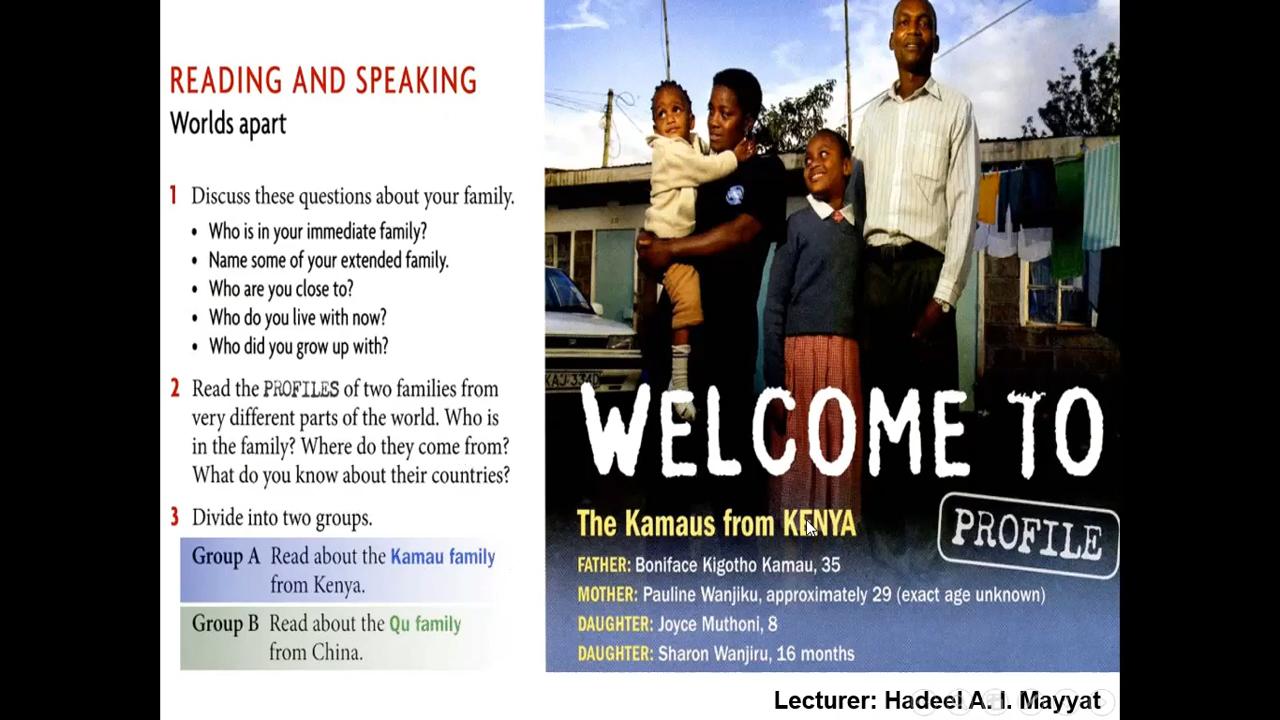 READING AND SPEAKING
Worlds apart
1 Discuss these questions about your family.
• Who is in your immediate family?
• Name some of your extended family.
• Who are you close to?
• Who do you live with now?
• Who did you grow up with?
2 Read the PROFILES of two families from
very different parts of the world. Who is
in the family? Where do they come from?
What do you know about their countries?
3 Divide into two groups.
Group A Read about the Kamau family
from Kenya.
Group B Read about the Qu family
from China.
WELCOME TO
PROFILE
The Kamaus from KENYA
FATHER: Boniface Kigotho Kamau, 35
MOTHER: Pauline Wanjiku, approximately 29 (exact age unknown)
DAUGHTER: Joyce Muthoni, 8
DAUGHTER: Sharon Wanjiru, 16 months
Lecturer: Hadeel A. I. Mayyat